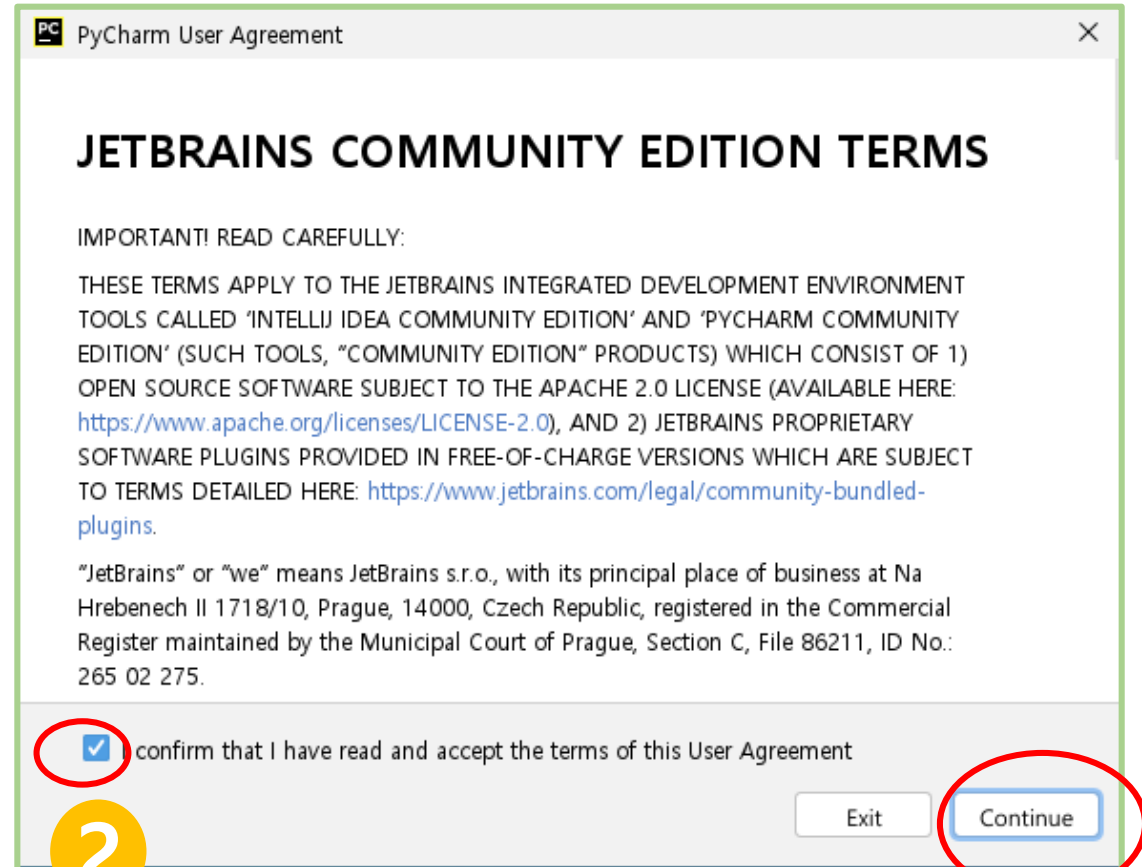 PC PyCharm User Agreement
JETBRAINS COMMUNITY EDITION TERMS
IMPORTANT! READ CAREFULLY:
THESE TERMS APPLY TO THE JETBRAINS INTEGRATED DEVELOPMENT ENVIRONMENT
TOOLS CALLED ‘INTELLIJ IDEA COMMUNITY EDITION’ AND ‘PYCHARM COMMUNITY
EDITION’ (SUCH TOOLS, “COMMUNITY EDITION” PRODUCTS) WHICH CONSIST OF 1)
OPEN SOURCE SOFTWARE SUBJECT TO THE APACHE 2.0 LICENSE (AVAILABLE HERE:
https://www.apache.org/licenses/LICENSE-2.0), AND 2) JETBRAINS PROPRIETARY
SOFTWARE PLUGINS PROVIDED IN FREE-OF-CHARGE VERSIONS WHICH ARE SUBJECT
TO TERMS DETAILED HERE: https://www.jetbrains.com/legal/community-bundled-
plugins.
“JetBrains” or “we” means JetBrains s.r.o., with its principal place of business at Na
Hrebenech II 1718/10, Prague, 14000, Czech Republic, registered in the Commercial
Register maintained by the Municipal Court of Prague, Section C, File 86211, ID No.:
265 02 275.
I confirm that I have read and accept the terms of this User Agreement
Exit Continue
2